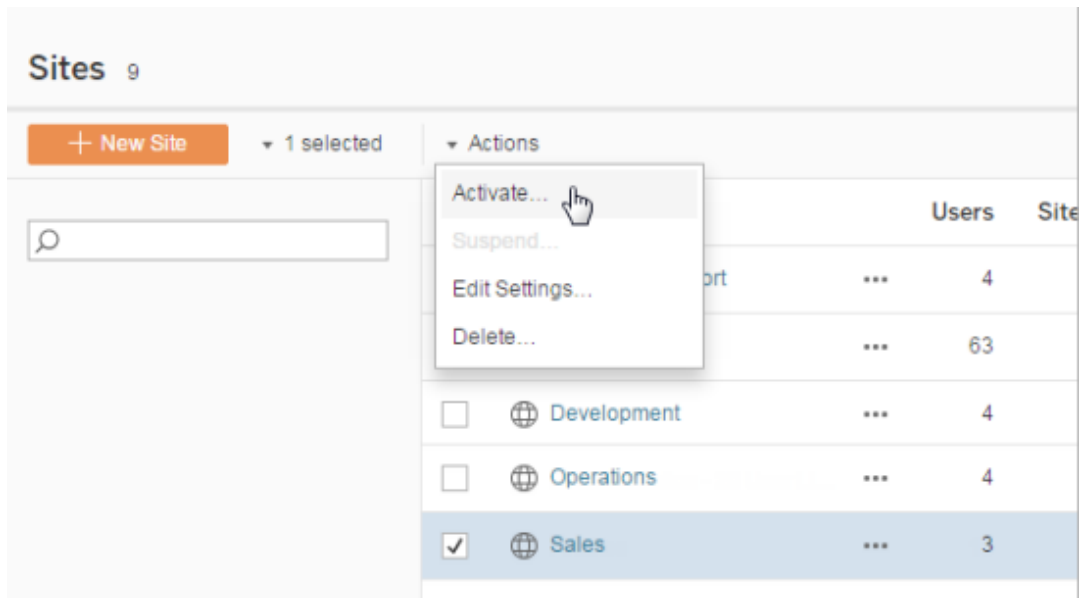 Sites 9
+ New Site
1 selected
Actions
Activate...
Suspend...
Edit Settings...
Delete...
Users Site
ort 4
63
Development ... 4
Operations ... 4
Sales ... 3